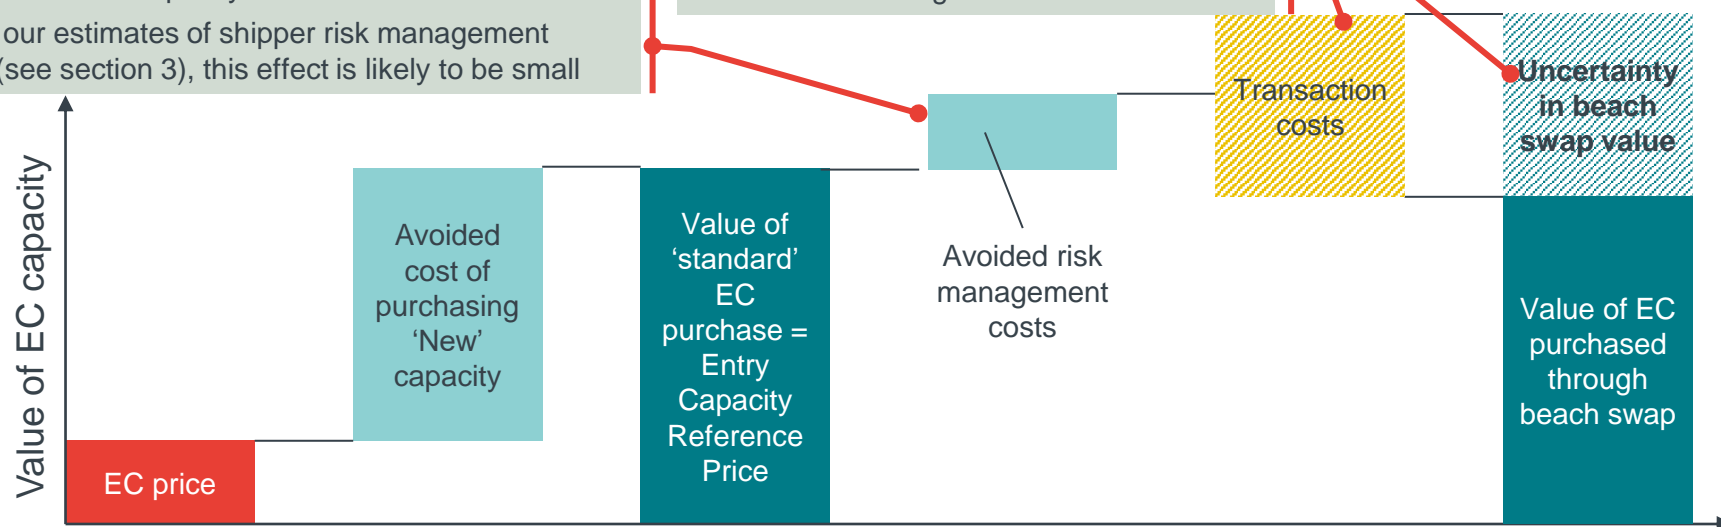 our estimates of shipper risk management
(see section 3), this effect is likely to be small
Value of EC capacity
EC price
Avoided
cost of
purchasing
‘New’
capacity
Value of
‘standard’
EC
purchase =
Entry
Capacity
Reference
Price
Avoided risk
management
costs
Transaction
costs
Uncertainty
in beach
swap value
Value of EC
purchased
through
beach swap